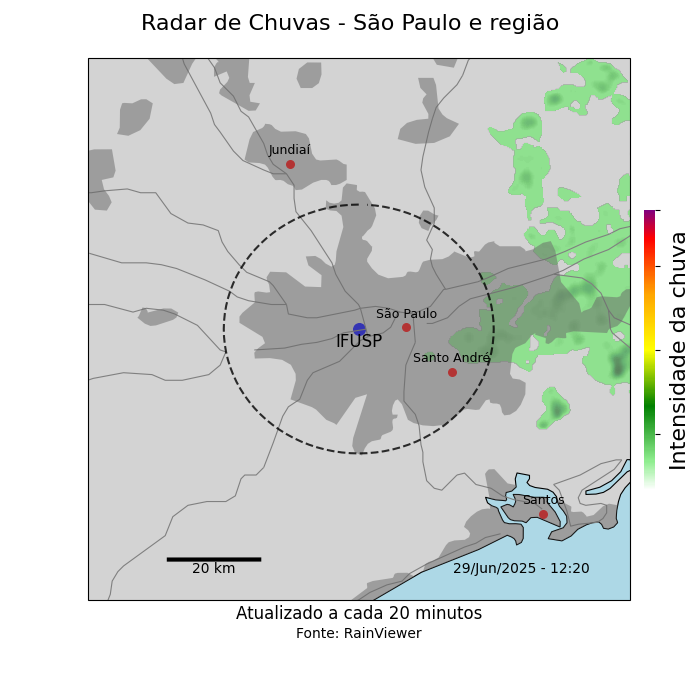 Radar de Chuvas - São Paulo e região
Jundiaí
São Paulo
IFUSP
Santo André
Santos
20 km
29/Jun/2025 - 12:20
Intensidade da chuva
Atualizado a cada 20 minutos
Fonte: RainViewer